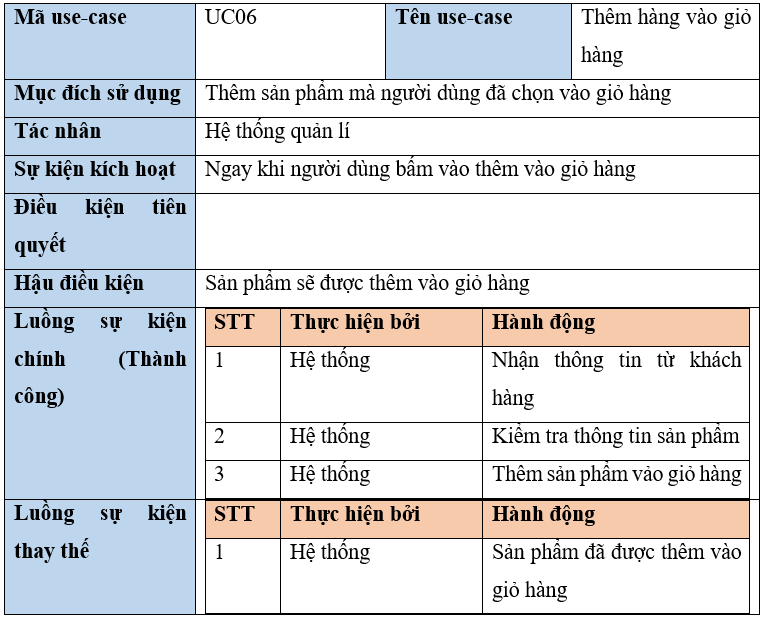 Mã use-case UC06 Tên use-case Thêm hàng vào giỏ
hàng
Mục đích sử dụng Thêm sản phẩm mà người dùng đã chọn vào giỏ hàng
Tác nhân Hệ thống quản lí
Sự kiện kích hoạt Ngay khi người dùng bấm vào thêm vào giỏ hàng
Điều kiện tiên
quyết
Hậu điều kiện Sản phẩm sẽ được thêm vào giỏ hàng
Luồng sự kiện
chính (Thành
công)
STT Thực hiện bởi Hành động
1 Hệ thống Nhận thông tin từ khách
hàng
2 Hệ thống Kiểm tra thông tin sản phẩm
3 Hệ thống Thêm sản phẩm vảo giỏ hàng
Luồng sự kiện
thay thế
STT Thực hiện bởi Hành động
1 Hệ thống Sản phẩm đã được thêm vào
giỏ hàng